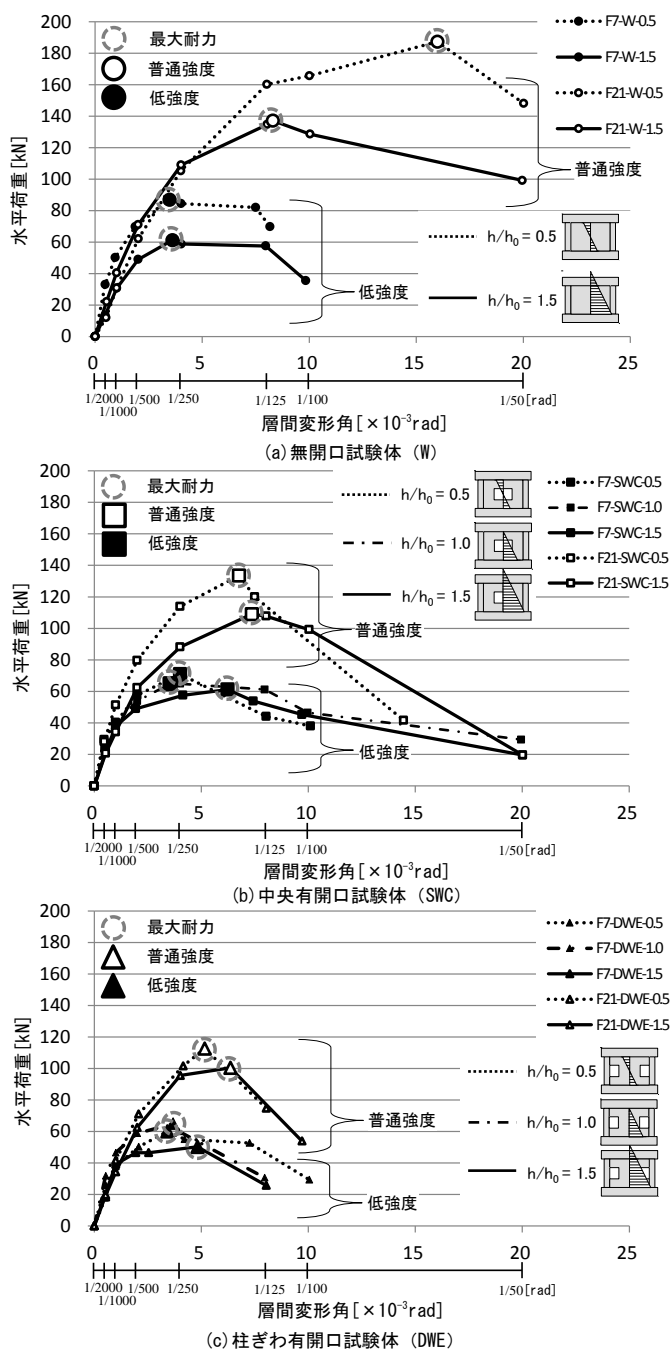 200
180
160
140
120
100
80
60
40
20
0
水平荷重[kN]
最大耐力
普通強度
低強度
F7-W-0.5
F7-W-1.5
F21-W-0.5
F21-W-1.5
普通強度
低強度
h/h0 = 0.5
h/h0 = 1.5
0 5 10 15 20 25
1/2000 1/500 1/250 1/125 1/100 1/50[rad]
1/1000
層間変形角[×10⁻³rad]
(a)無開口試験体 (W)
200
180
160
140
120
100
80
60
40
20
0
水平荷重[kN]
最大耐力
普通強度
低強度
h/h0 = 0.5
h/h0 = 1.0
h/h0 = 1.5
F7-SWC-0.5
F7-SWC-1.0
F7-SWC-1.5
F21-SWC-0.5
F21-SWC-1.5
普通強度
低強度
0 5 10 15 20 25
1/2000 1/500 1/250 1/125 1/100 1/50[rad]
1/1000
層間変形角[×10⁻³rad]
(b)中央有開口試験体 (SWC)
200
180
160
140
120
100
80
60
40
20
0
水平荷重[kN]
最大耐力
普通強度
低強度
F7-DWE-0.5
F7-DWE-1.0
F7-DWE-1.5
F21-DWE-0.5
F21-DWE-1.5
h/h0 = 0.5
h/h0 = 1.0
h/h0 = 1.5
普通強度
低強度
0 5 10 15 20 25
1/2000 1/500 1/250 1/125 1/100 1/50[rad]
1/1000
層間変形角[×10⁻³rad]
(c)柱ぎわ有開口試験体 (DWE)